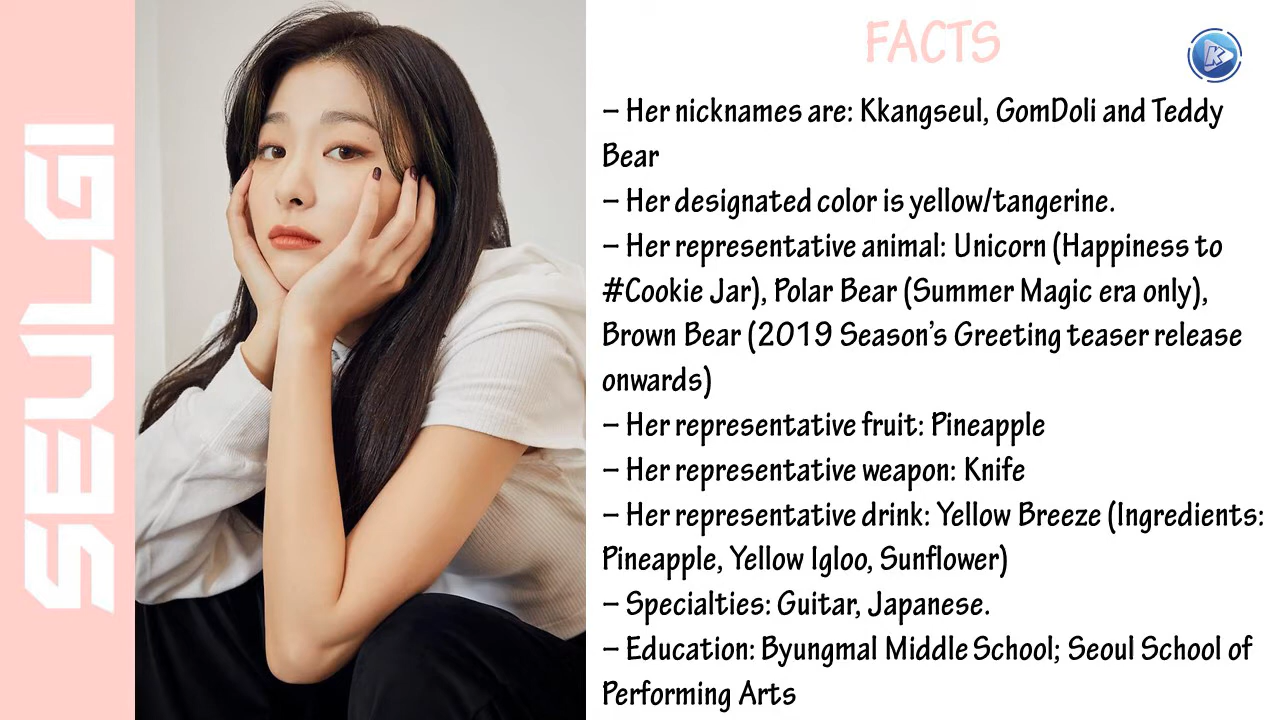 SEULGI
FACTS
– Her nicknames are: Kkangseul, GomDoli and Teddy
Bear
– Her designated color is yellow/tangerine.
– Her representative animal: Unicorn (Happiness to
#Cookie Jar), Polar Bear (Summer Magic era only),
Brown Bear (2019 Season’s Greeting teaser release
onwards)
– Her representative fruit: Pineapple
– Her representative weapon: Knife
– Her representative drink: Yellow Breeze (Ingredients:
Pineapple, Yellow Igloo, Sunflower)
– Specialties: Guitar, Japanese.
– Education: Byungmal Middle School; Seoul School of
Performing Arts
K